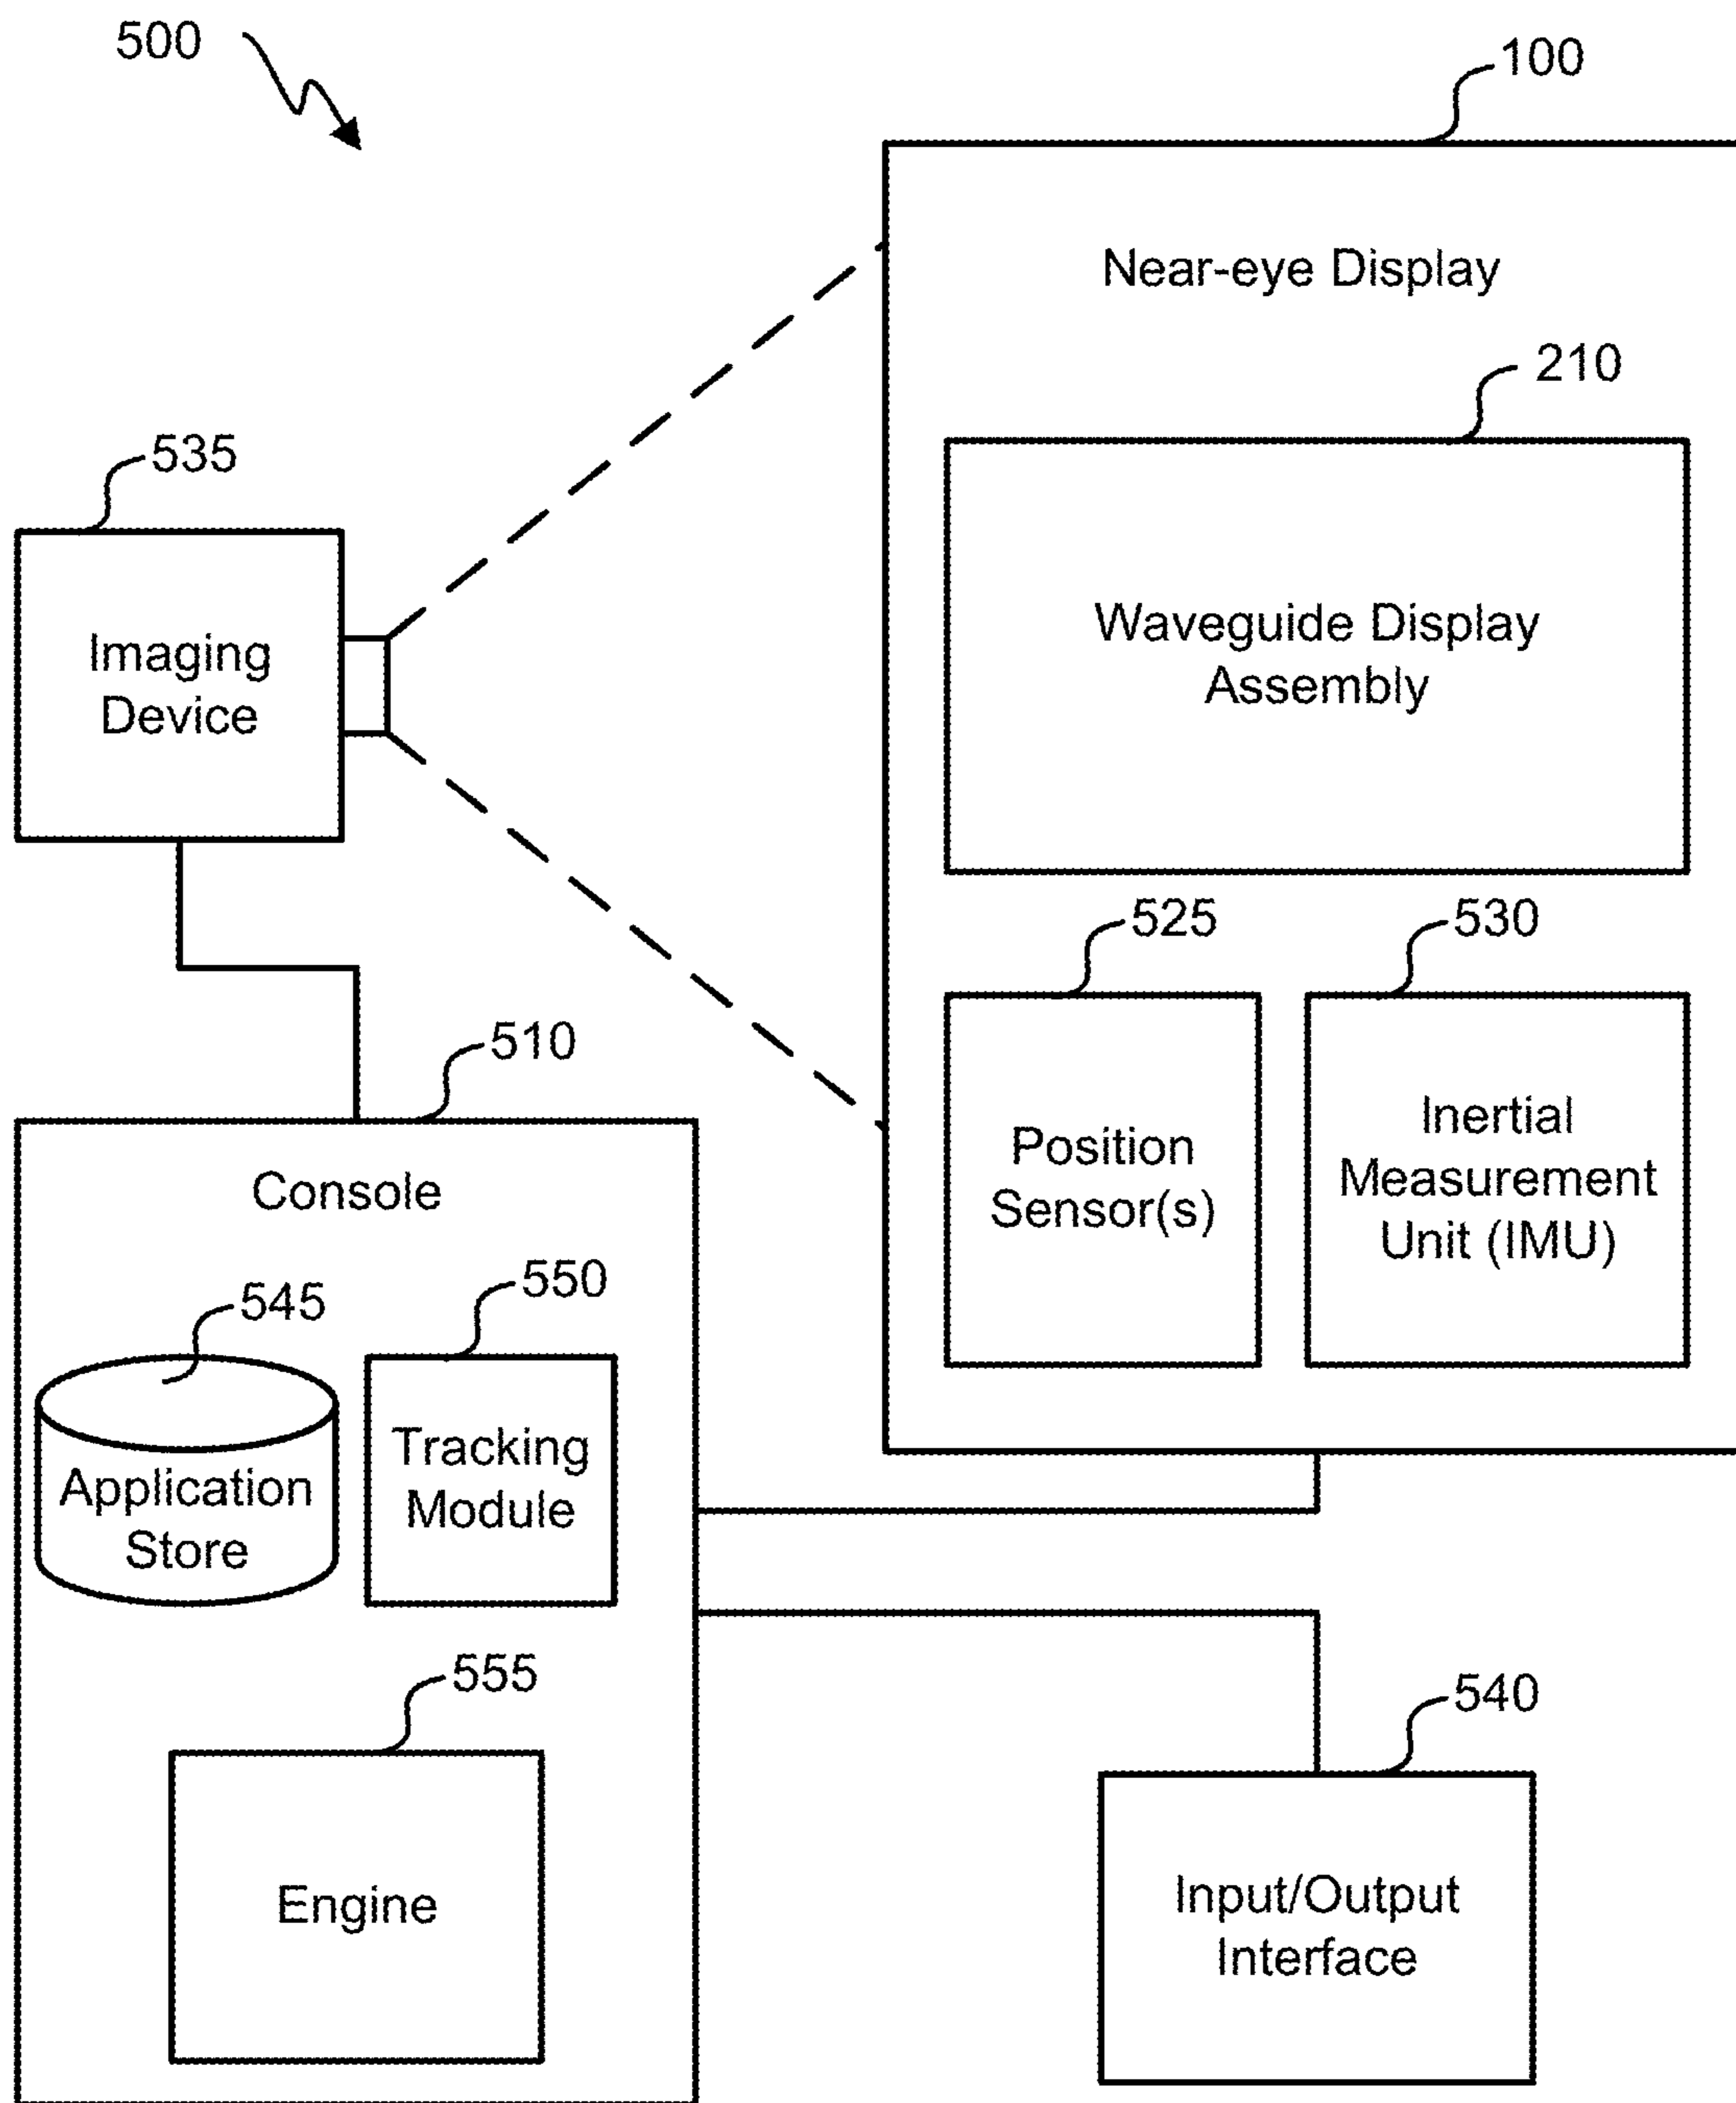 500
100
Near-eye Display
210
Waveguide Display
Assembly
535
Imaging
Device
525
530
Position
Sensor(s)
Inertial
Measurement
Unit (IMU)
510
Console
545
550
Application
Store
Tracking
Module
555
Engine
540
Input/Output
Interface